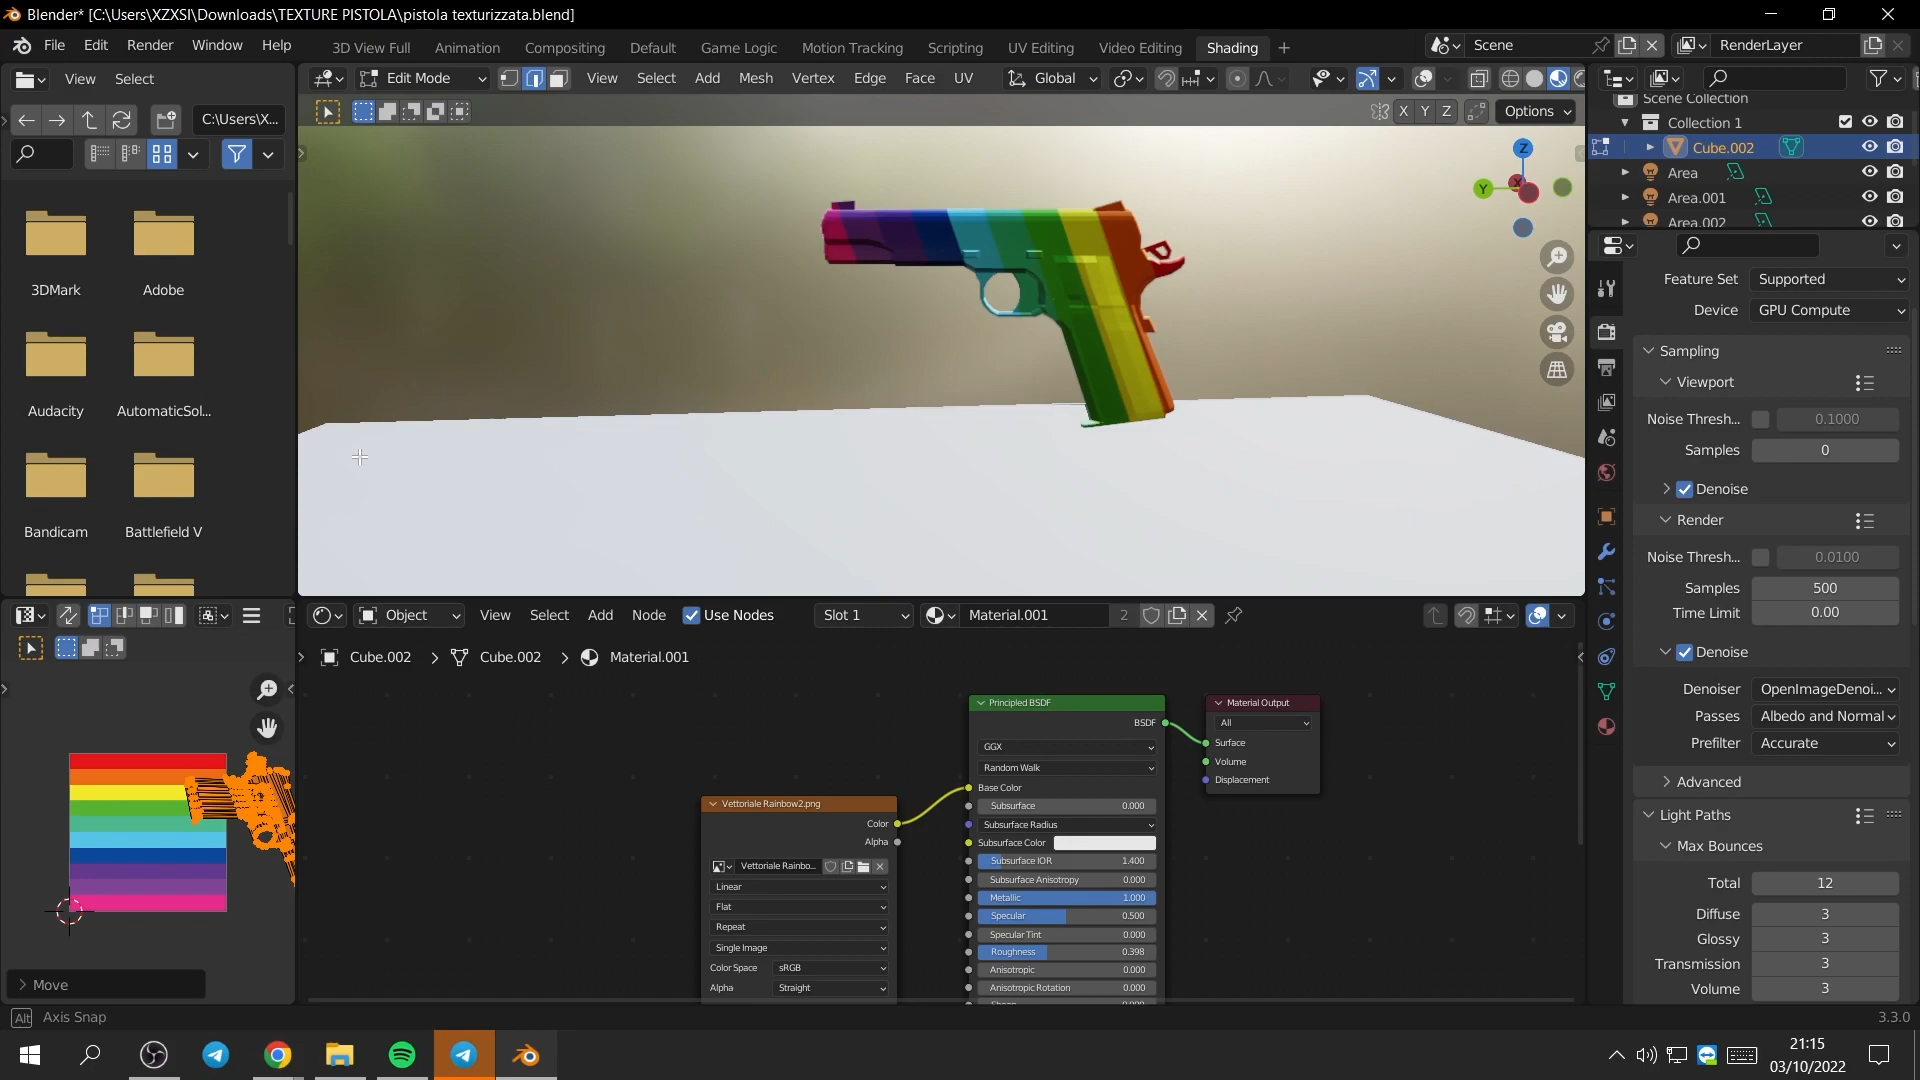 Blender* [C:\Users\XZXSI\Downloads\TEXTURE PISTOLA\pistola texturizzata.blend]
File Edit Render Window Help
3D View Full Animation Compositing Default Game Logic Motion Tracking Scripting UV Editing Video Editing Shading
Scene RenderLayer
View Select
Edit Mode View Select Add Mesh Vertex Edge Face UV Global
C:\Users\X...
X Y Z Options
Scene Collection
Collection 1
Cube.002
Area
Area.001
Area.002
Z
Y X
3DMark Adobe
Audacity AutomaticSol...
Bandicam Battlefield V
Feature Set Supported
Device GPU Compute
Sampling
Viewport
Noise Thresh... 0.1000
Samples 0
Denoise
Render
Noise Thresh... 0.0100
Samples 500
Time Limit 0.00
Denoise
Denoiser OpenImageDenoi...
Passes Albedo and Normal
Prefilter Accurate
Advanced
Light Paths
Max Bounces
Total 12
Diffuse 3
Glossy 3
Transmission 3
Volume 3
Object View Select Add Node Use Nodes Slot 1 Material.001 2
Cube.002 Cube.002 Material.001
Vettoriale Rainbow2.png
Color
Alpha
Vettoriale Rainbo...
Linear
Flat
Repeat
Single Image
Color Space sRGB
Alpha Straight
Principled BSDF
BSDF
GGX
Random Walk
Base Color
Subsurface 0.000
Subsurface Radius
Subsurface Color
Subsurface IOR 1.400
Subsurface Anisotropy 0.000
Metallic 1.000
Specular 0.500
Specular Tint 0.000
Roughness 0.398
Anisotropic 0.000
Anisotropic Rotation 0.000
Material Output
All
Surface
Volume
Displacement
Move
Alt Axis Snap
3.3.0
21:15
03/10/2022